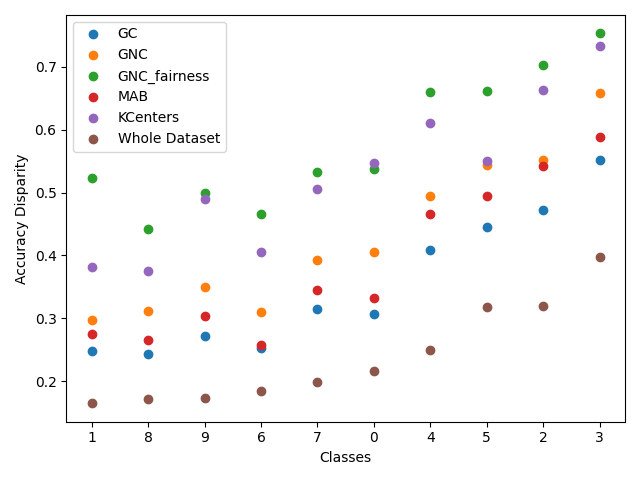 GC
GNC
GNC_fairness
MAB
KCenters
Whole Dataset
Accuracy Disparity
0.7
0.6
0.5
0.4
0.3
0.2
1 8 9 6 7 0 4 5 2 3
Classes